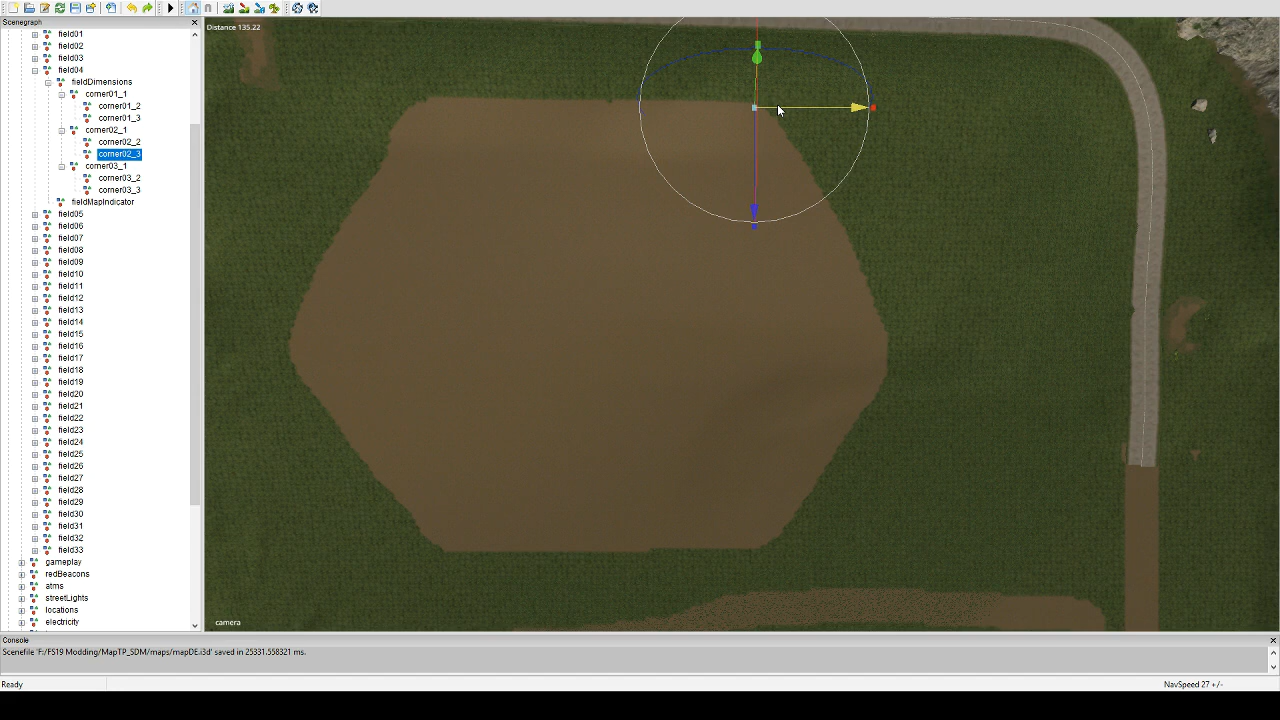 Scenegraph
Distance 135.22
field01
field02
field03
field04
fieldDimensions
corner01_1
corner01_2
corner01_3
corner02_1
corner02_2
corner02_3
corner03_1
corner03_2
corner03_3
fieldMapIndicator
field05
field06
field07
field08
field09
field10
field11
field12
field13
field14
field15
field16
field17
field18
field19
field20
field21
field22
field23
field24
field25
field26
field27
field28
field29
field30
field31
field32
field33
gameplay
redBeacons
atms
streetLights
locations
electricity
camera
Console
Scenefile 'F:/FS19 Modding/MapTP_SDM/maps/mapDE.i3d' saved in 25331.558321 ms.
Ready
NavSpeed 27 +/-